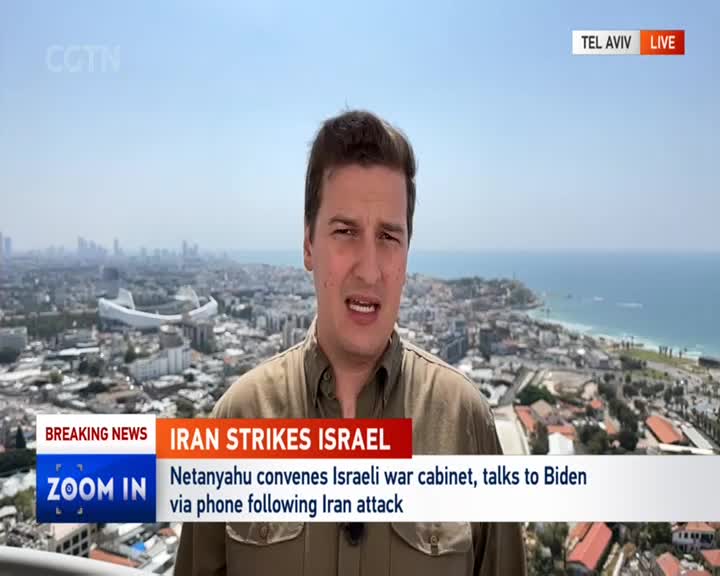 CGTN
TEL AVIV LIVE
BREAKING NEWS
IRAN STRIKES ISRAEL
ZOOM IN
Netanyahu convenes Israeli war cabinet, talks to Biden
via phone following Iran attack